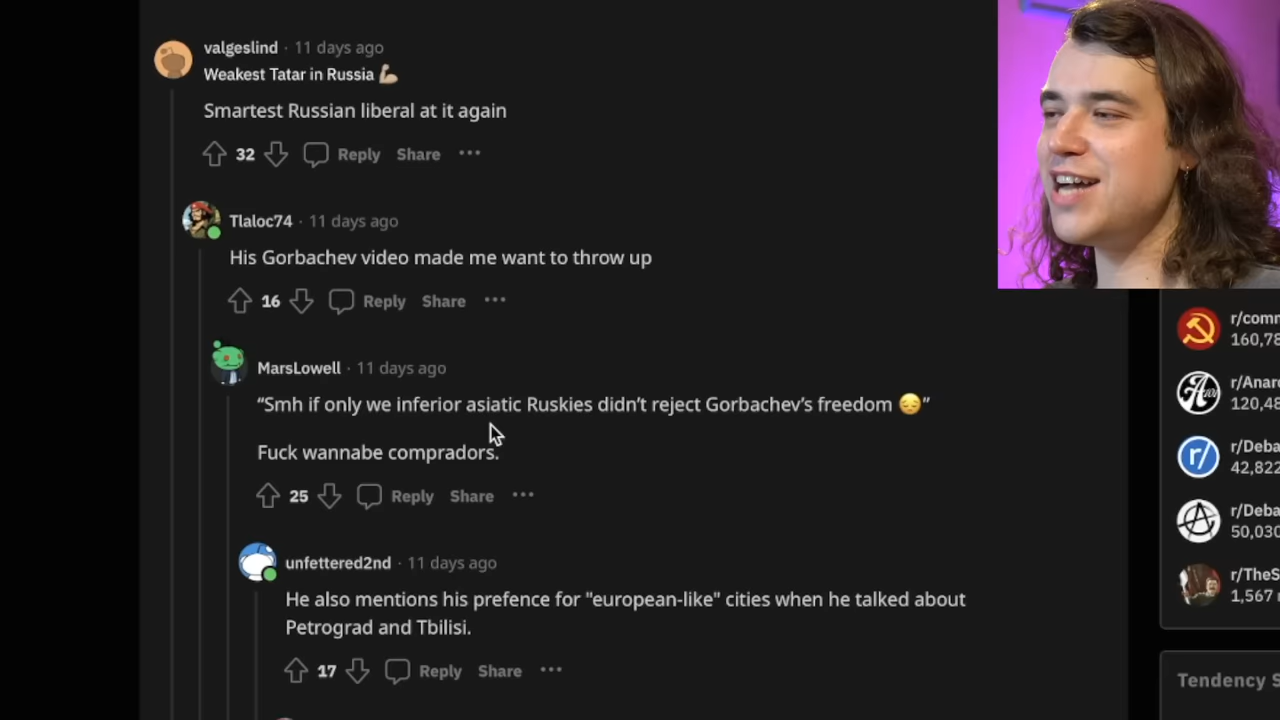 valgeslind · 11 days ago
Weakest Tatar in Russia 💪🏼
Smartest Russian liberal at it again
32 Reply Share ···
Tlaloc74 · 11 days ago
His Gorbachev video made me want to throw up
16 Reply Share ···
MarsLowell · 11 days ago
“Smh if only we inferior asiatic Ruskies didn’t reject Gorbachev’s freedom 😔”
Fuck wannabe compradors.
25 Reply Share ···
unfettered2nd · 11 days ago
He also mentions his prefence for "european-like" cities when he talked about
Petrograd and Tbilisi.
17 Reply Share ···
r/comm
160,78
r/Anar
120,48
r/
r/Deba
42,822
r/Deba
50,030
r/TheS
1,567
Tendency S